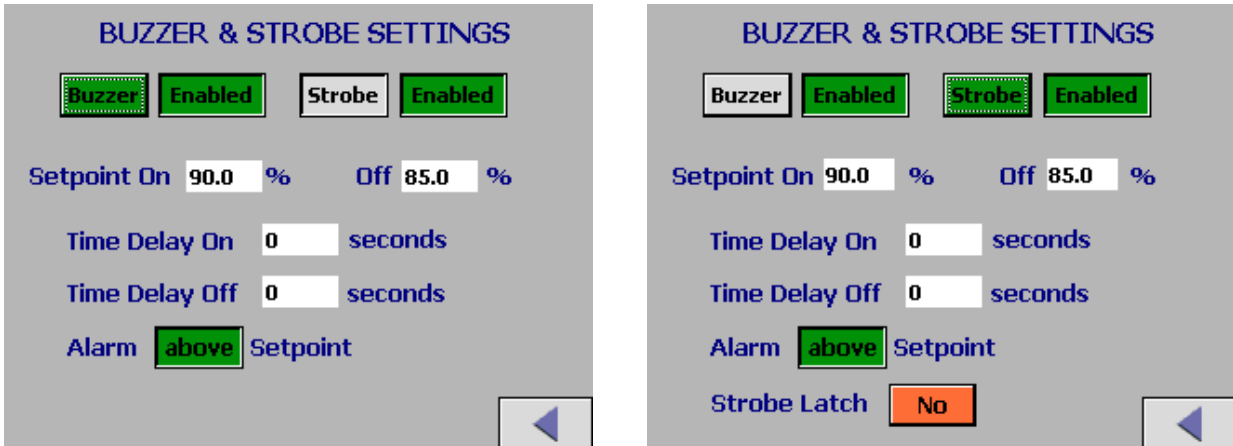 BUZZER & STROBE SETTINGS
Buzzer Enabled Strobe Enabled
Setpoint On 90.0 % Off 85.0 %
Time Delay On 0 seconds
Time Delay Off 0 seconds
Alarm above Setpoint
BUZZER & STROBE SETTINGS
Buzzer Enabled Strobe Enabled
Setpoint On 90.0 % Off 85.0 %
Time Delay On 0 seconds
Time Delay Off 0 seconds
Alarm above Setpoint
Strobe Latch No